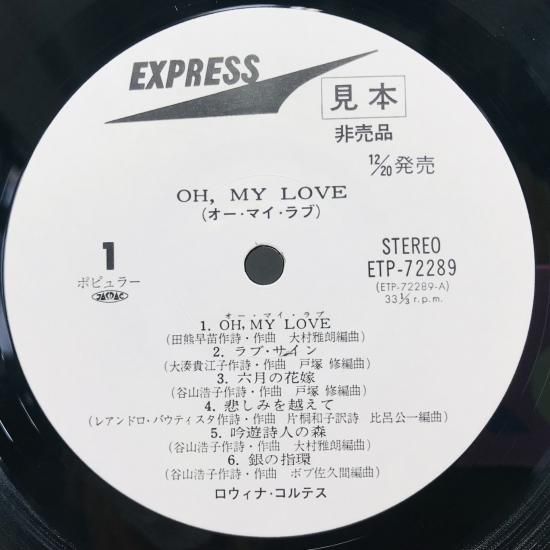 EXPRESS
見本
非売品
12/20発売
OH, MY LOVE
(オー・マイ・ラブ)
1
ポピュラー
JASRAC
STEREO
ETP-72289
(ETP-72289-A)
33⅓ r.p.m.
オー・マイ・ラブ
1. OH, MY LOVE
(田熊早苗作詩・作曲 大村雅朗編曲)
2. ラブ・サイン
(大湊貴江子作詩・作曲 戸塚 修編曲)
3. 六月の花嫁
(谷山浩子作詩・作曲 戸塚 修編曲)
4. 悲しみを越えて
(レアンドロ・バウティスタ作詩・作曲 片桐和子訳詩 比呂公一編曲)
5. 吟遊詩人の森
(谷山浩子作詩・作曲 大村雅朗編曲)
6. 銀の指環
(谷山浩子作詩・作曲 ボブ佐久間編曲)
ロウィナ・コルテス